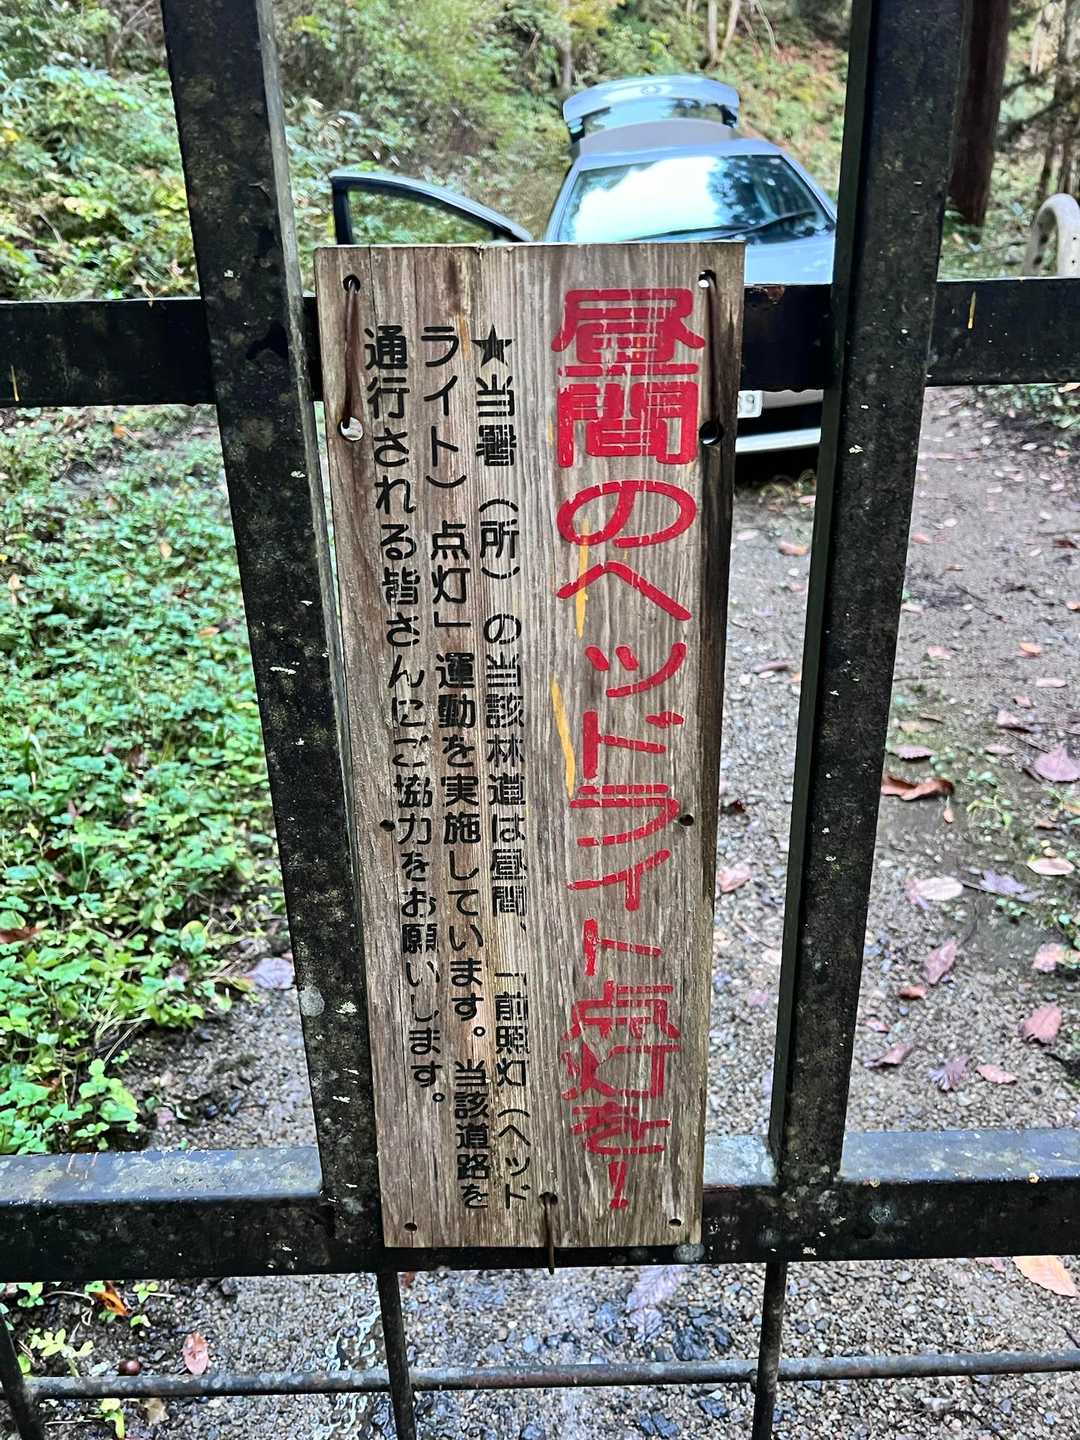 昼間のヘッドライト点灯を!
★当署(所)の当該林道は昼間、「前照灯(ヘッド
ライト)点灯」運動を実施しています。当該道路を
通行される皆さんにご協力をお願いします。